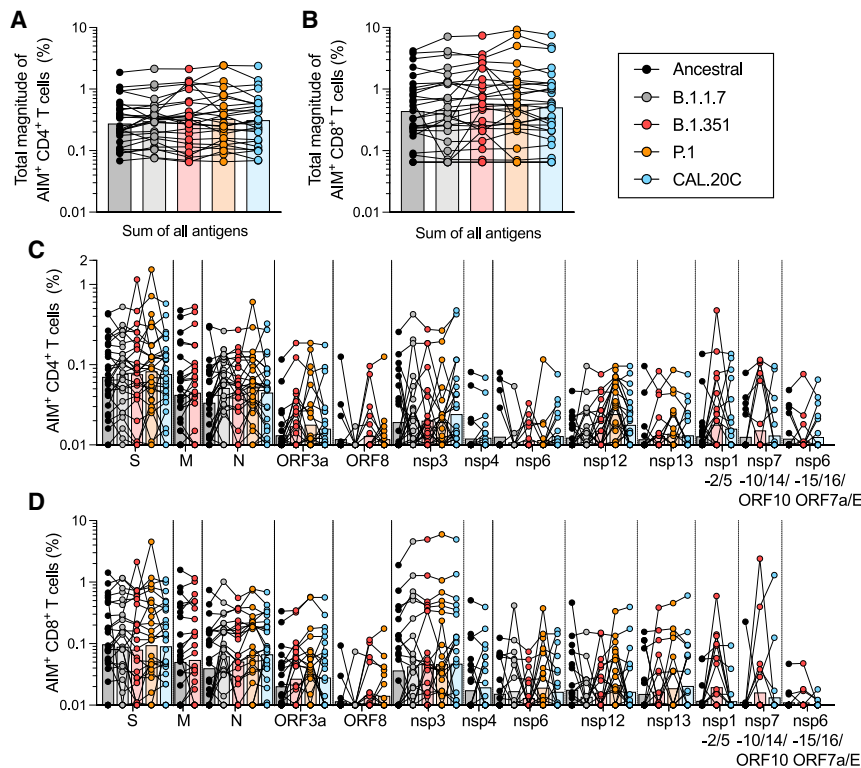 A
Total magnitude of
AIM+ CD4+ T cells (%)
10
1
0.1
0.01
Sum of all antigens
B
Total magnitude of
AIM+ CD8+ T cells (%)
10
1
0.1
0.01
Sum of all antigens
Ancestral
B.1.1.7
B.1.351
P.1
CAL.20C
C
AIM+ CD4+ T cells (%)
2
1
0.1
0.01
S M N ORF3a ORF8 nsp3 nsp4 nsp6 nsp12 nsp13 nsp1 nsp7 nsp6
-2/5 -10/14/ -15/16/
ORF10 ORF7a/E
D
AIM+ CD8+ T cells (%)
10
1
0.1
0.01
S M N ORF3a ORF8 nsp3 nsp4 nsp6 nsp12 nsp13 nsp1 nsp7 nsp6
-2/5 -10/14/ -15/16/
ORF10 ORF7a/E